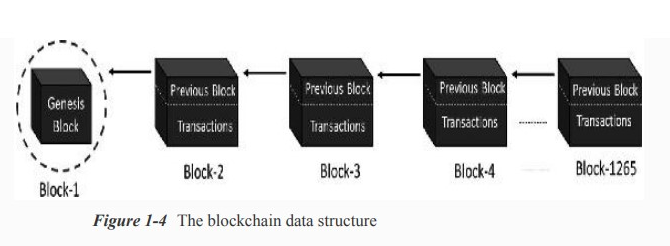 Genesis
Block
Block-1
Previous Block
Transactions
Block-2
Previous Block
Transactions
Block-3
Previous Block
Transactions
Block-4
Previous Block
Transactions
Block-1265
Figure 1-4 The blockchain data structure